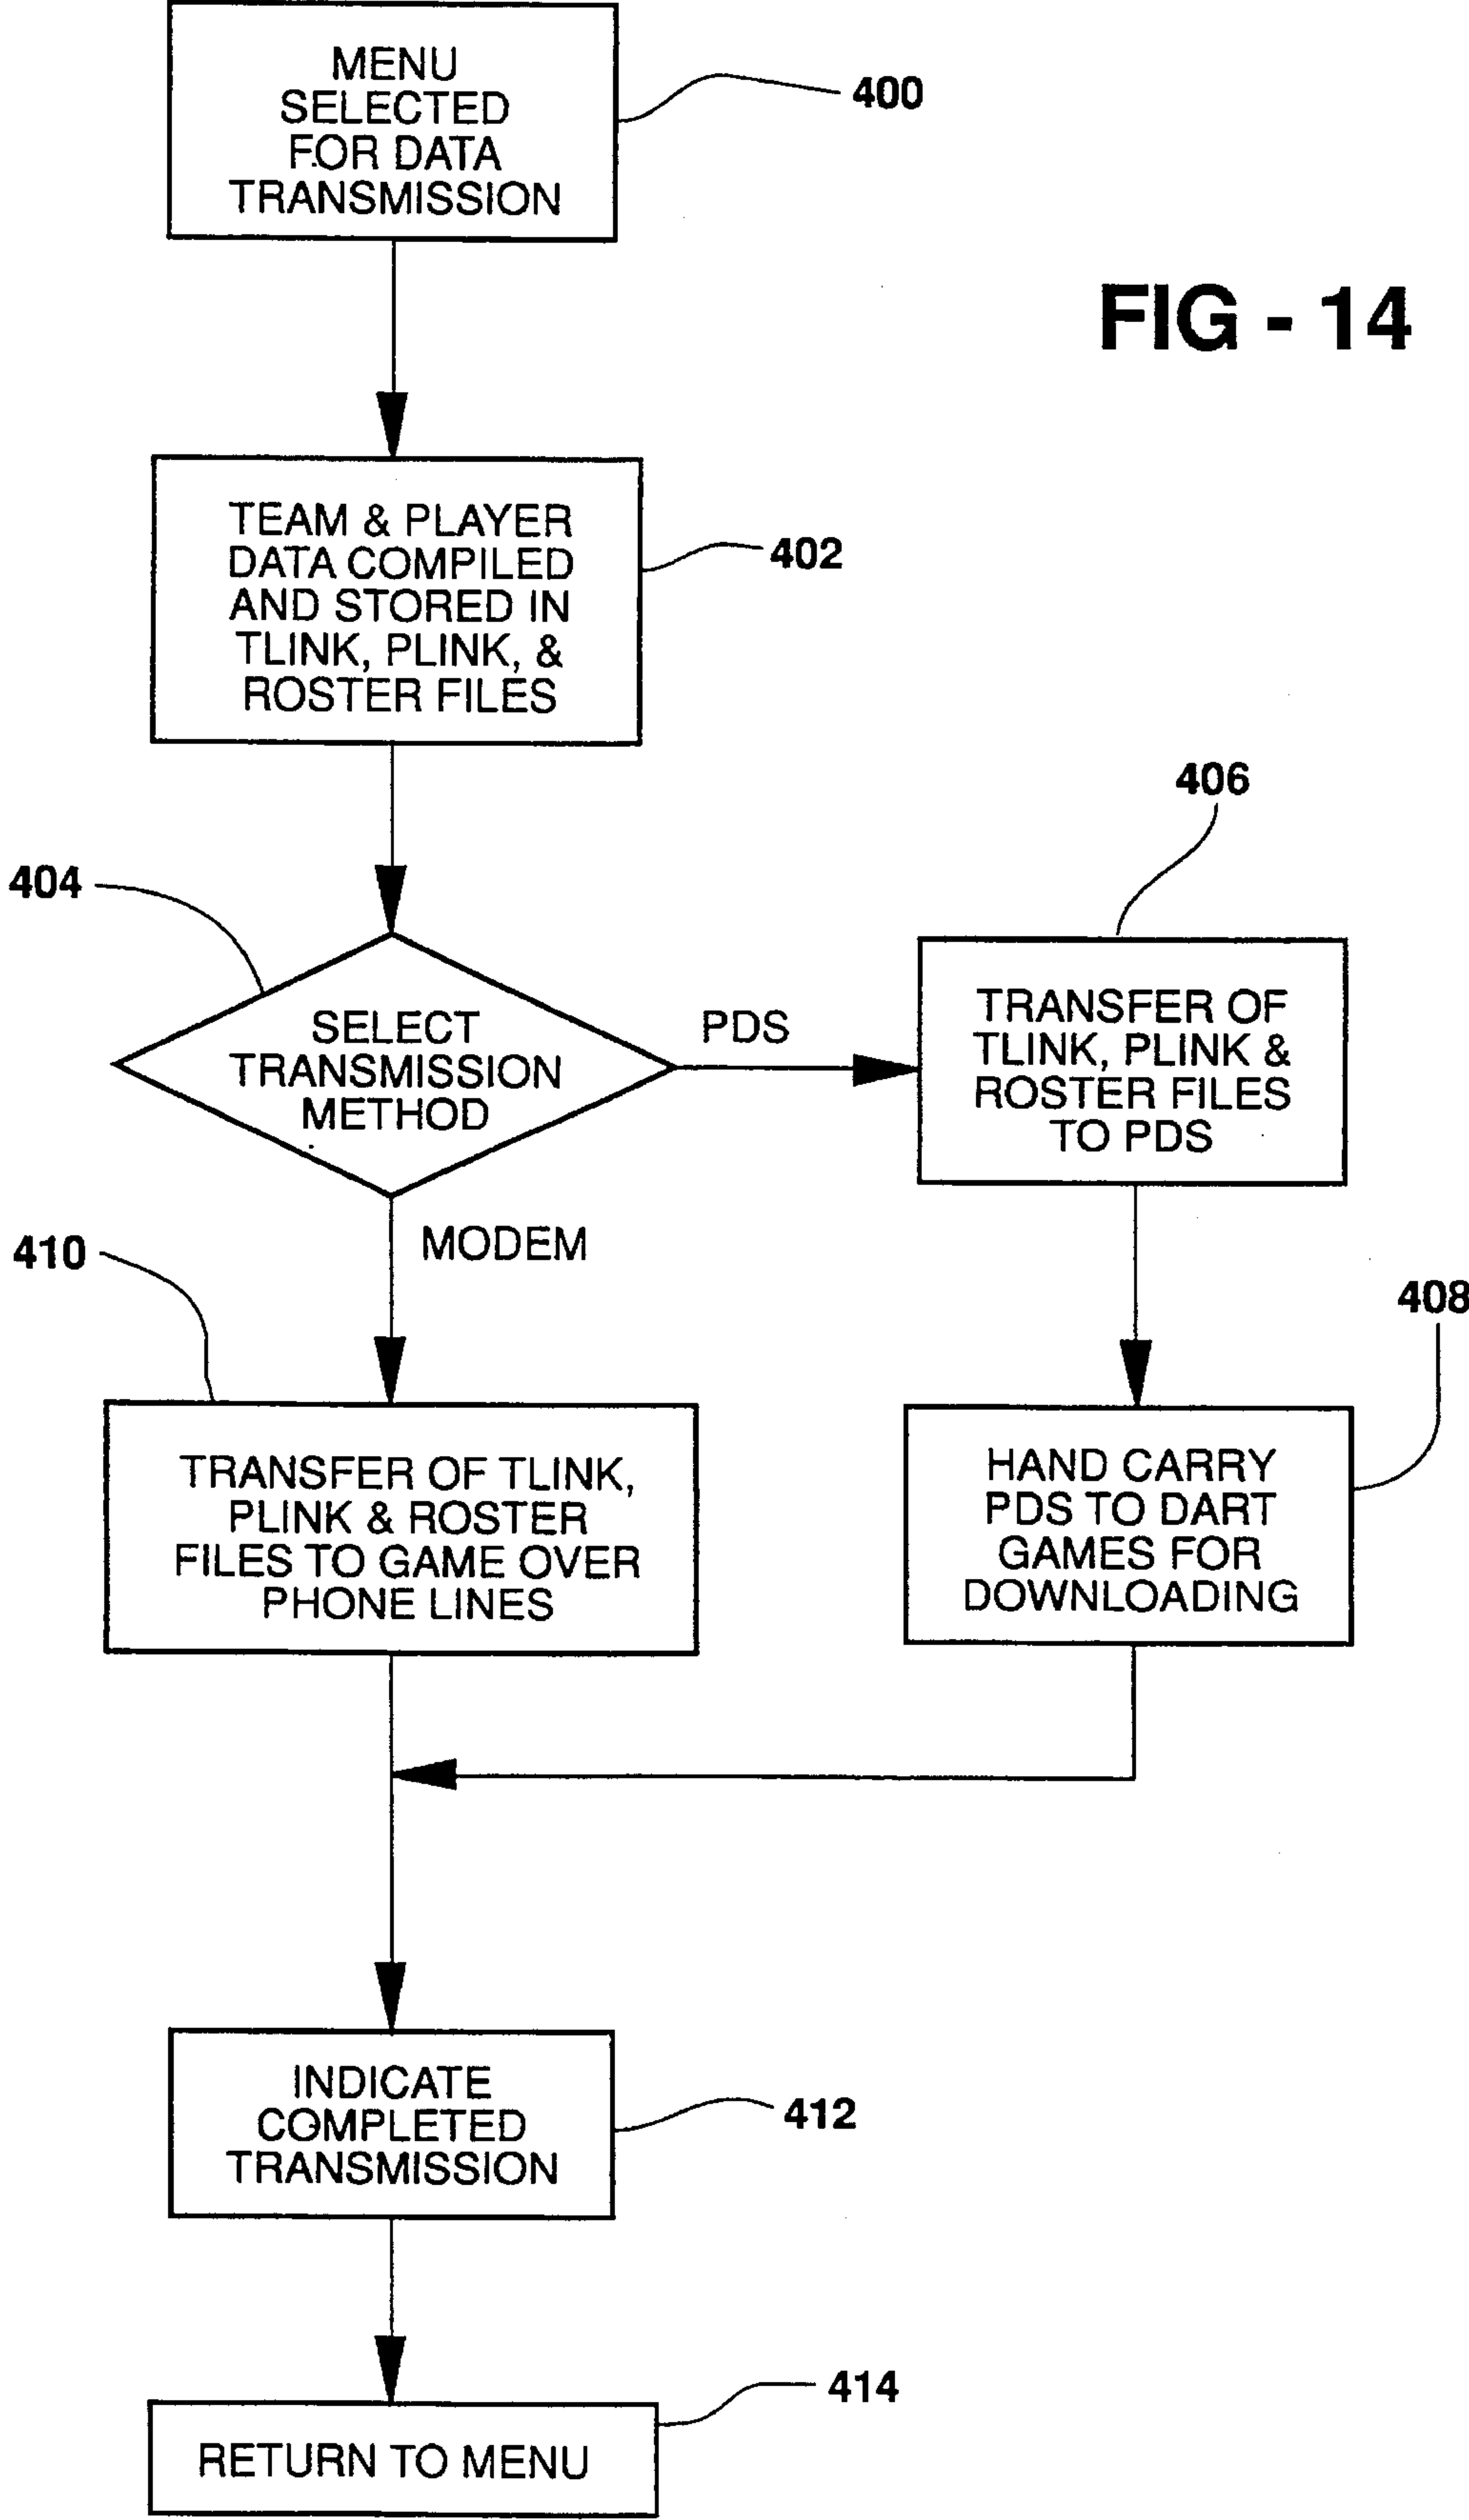 MENU
SELECTED
FOR DATA
TRANSMISSION
400
FIG - 14
TEAM & PLAYER
DATA COMPILED
AND STORED IN
TLINK, PLINK, &
ROSTER FILES
402
406
404
SELECT
TRANSMISSION
METHOD
PDS
TRANSFER OF
TLINK, PLINK &
ROSTER FILES
TO PDS
MODEM
410
408
TRANSFER OF TLINK,
PLINK & ROSTER
FILES TO GAME OVER
PHONE LINES
HAND CARRY
PDS TO DART
GAMES FOR
DOWNLOADING
INDICATE
COMPLETED
TRANSMISSION
412
414
RETURN TO MENU